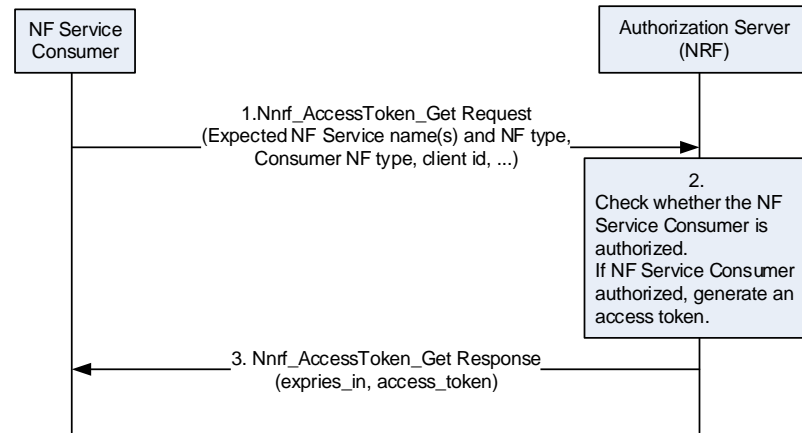 NF Service
Consumer
Authorization Server
(NRF)
1.Nnrf_AccessToken_Get Request
(Expected NF Service name(s) and NF type,
Consumer NF type, client id, ...)
2.
Check whether the NF
Service Consumer is
authorized.
If NF Service Consumer
authorized, generate an
access token.
3. Nnrf_AccessToken_Get Response
(expries_in, access_token)